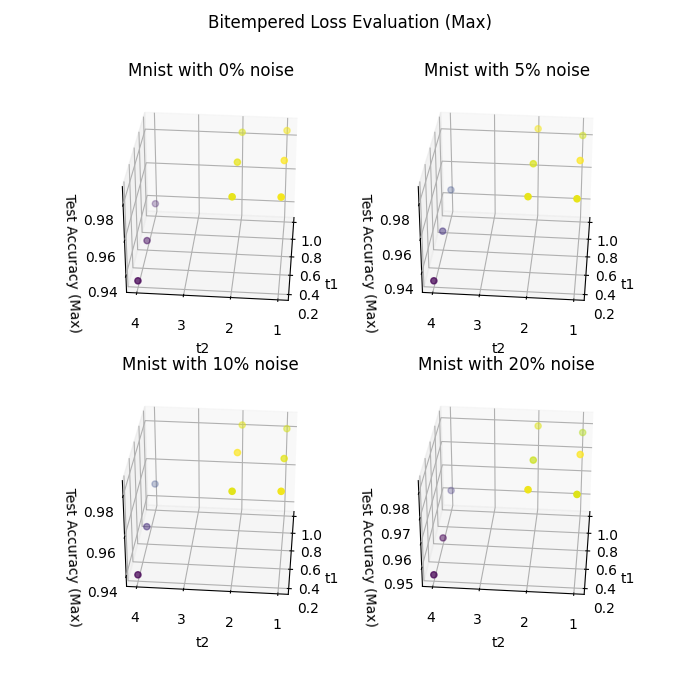 Bitempered Loss Evaluation (Max)
Mnist with 0% noise
Test Accuracy (Max)
0.98
0.96
0.94
4
3
2
1
t2
1.0
0.8
0.6
0.4
0.2
t1
Mnist with 5% noise
Test Accuracy (Max)
0.98
0.96
0.94
4
3
2
1
t2
1.0
0.8
0.6
0.4
0.2
t1
Mnist with 10% noise
Test Accuracy (Max)
0.98
0.96
0.94
4
3
2
1
t2
1.0
0.8
0.6
0.4
0.2
t1
Mnist with 20% noise
Test Accuracy (Max)
0.98
0.97
0.96
0.95
4
3
2
1
t2
1.0
0.8
0.6
0.4
0.2
t1